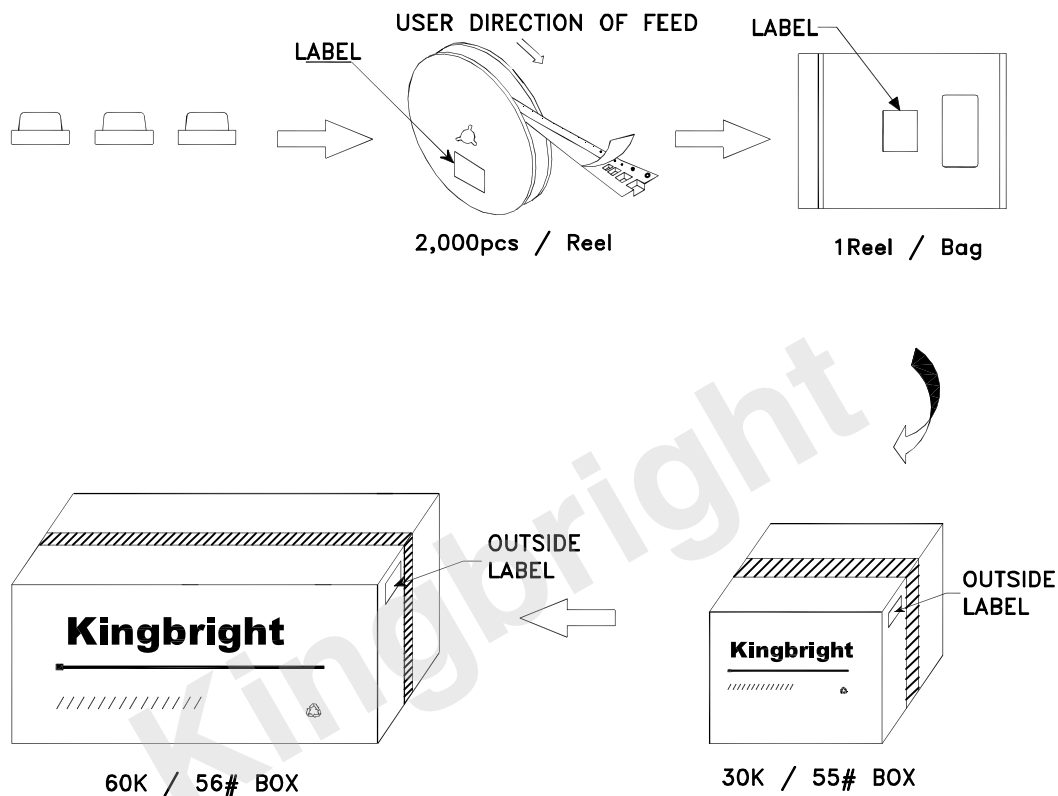 USER DIRECTION OF FEED
LABEL
LABEL
2,000pcs / Reel
1Reel / Bag
Kingbright
OUTSIDE
LABEL
OUTSIDE
LABEL
Kingbright
Kingbright
60K / 56# BOX
30K / 55# BOX